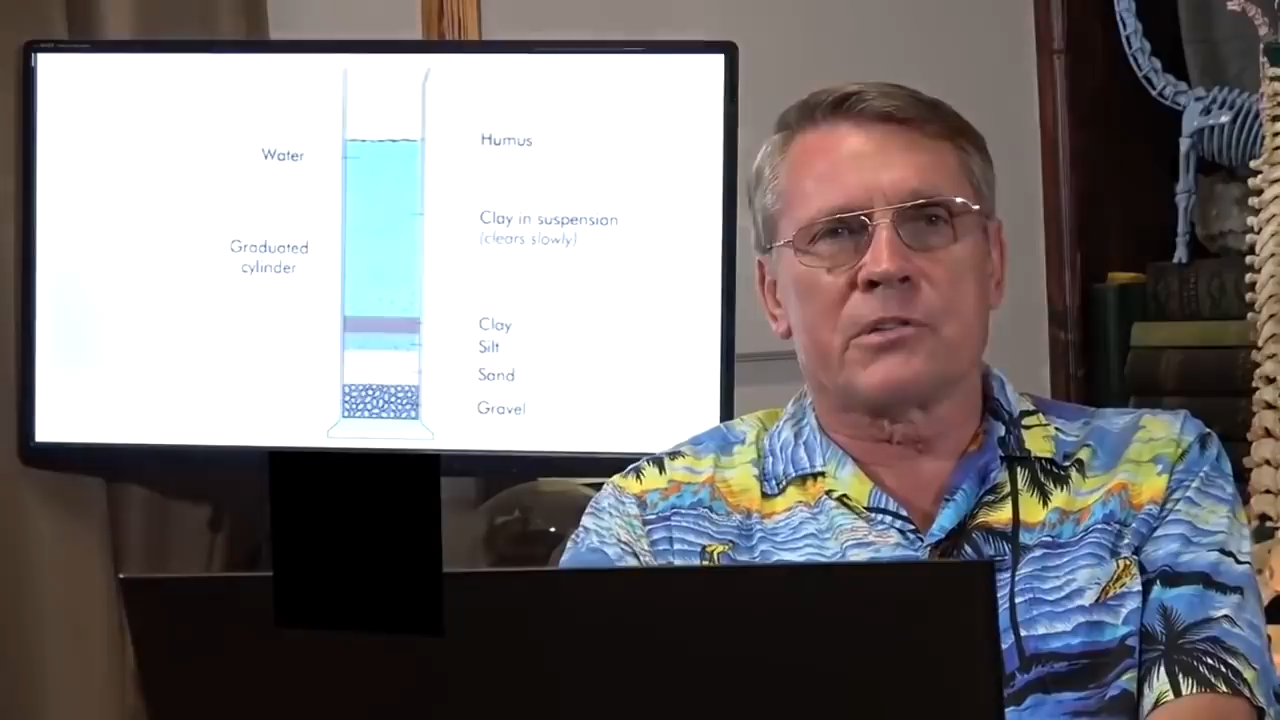 Water
Humus
Clay in suspension
(clears slowly)
Graduated
cylinder
Clay
Silt
Sand
Gravel